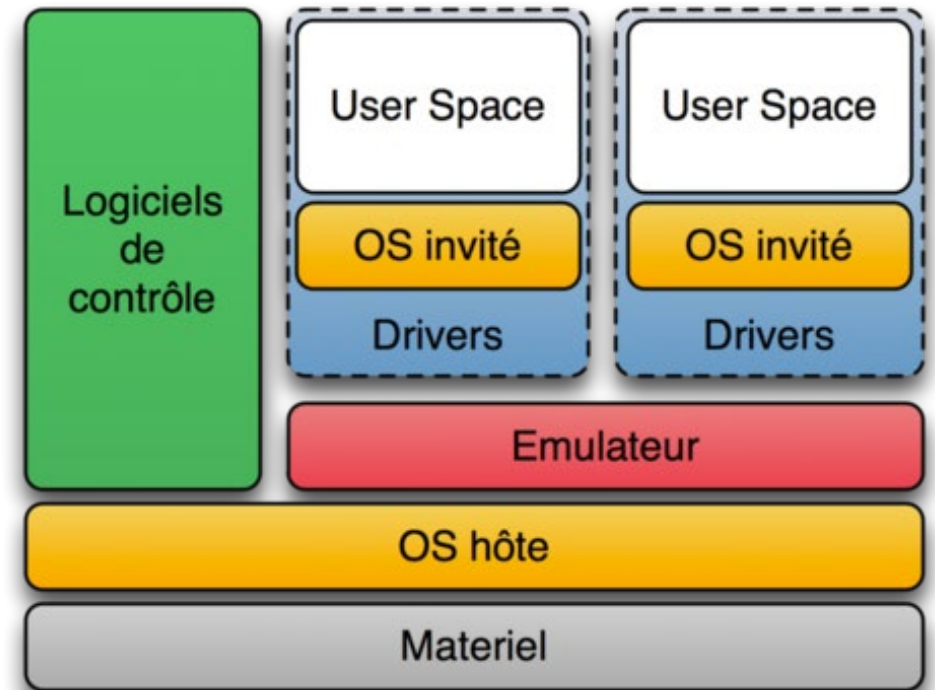 Logiciels
de
contrôle
User Space
OS invité
Drivers
User Space
OS invité
Drivers
Emulateur
OS hôte
Materiel